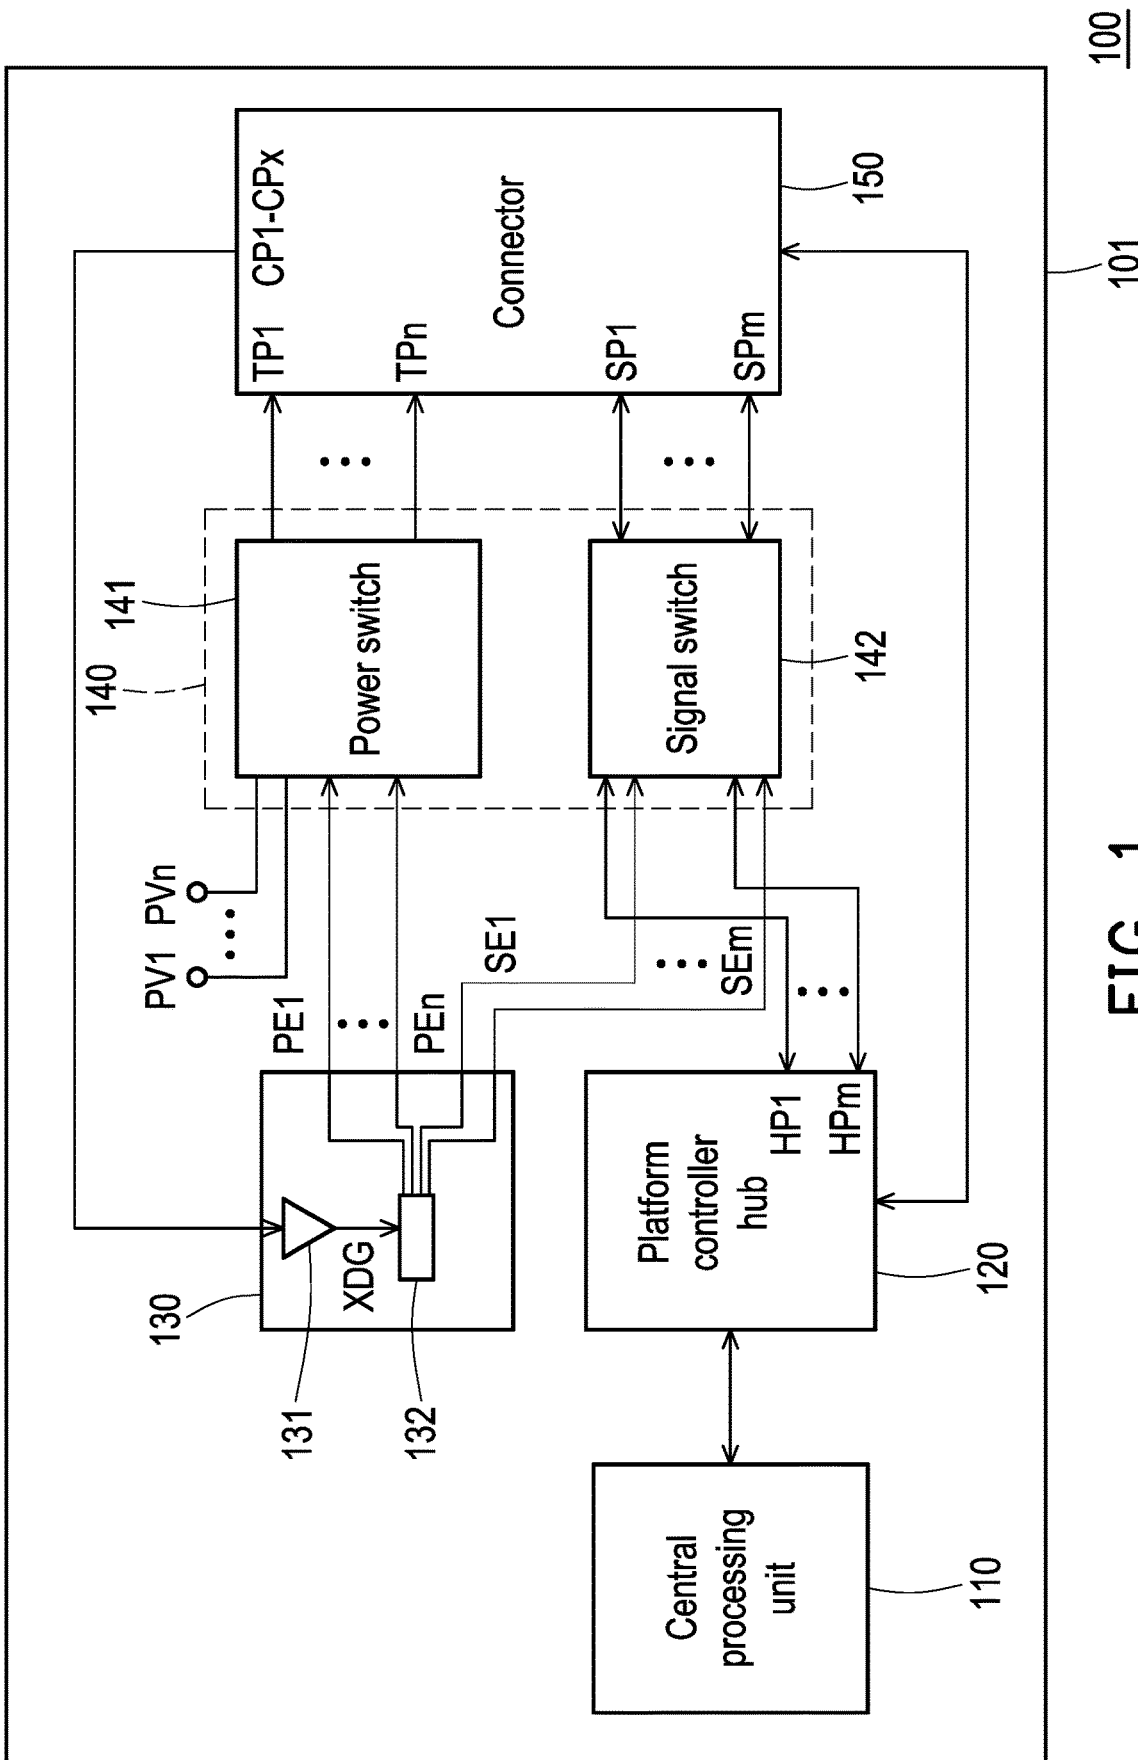 100
101
CP1-CPx
TP1
TPn
Connector
SP1
SPm
150
140
141
Power switch
Signal switch
142
PV1
PVn
PE1
PEn
SE1
SEm
130
131
XDG
132
Platform
controller
hub
HP1
HPm
120
Central
processing
unit
110
FIG. 1